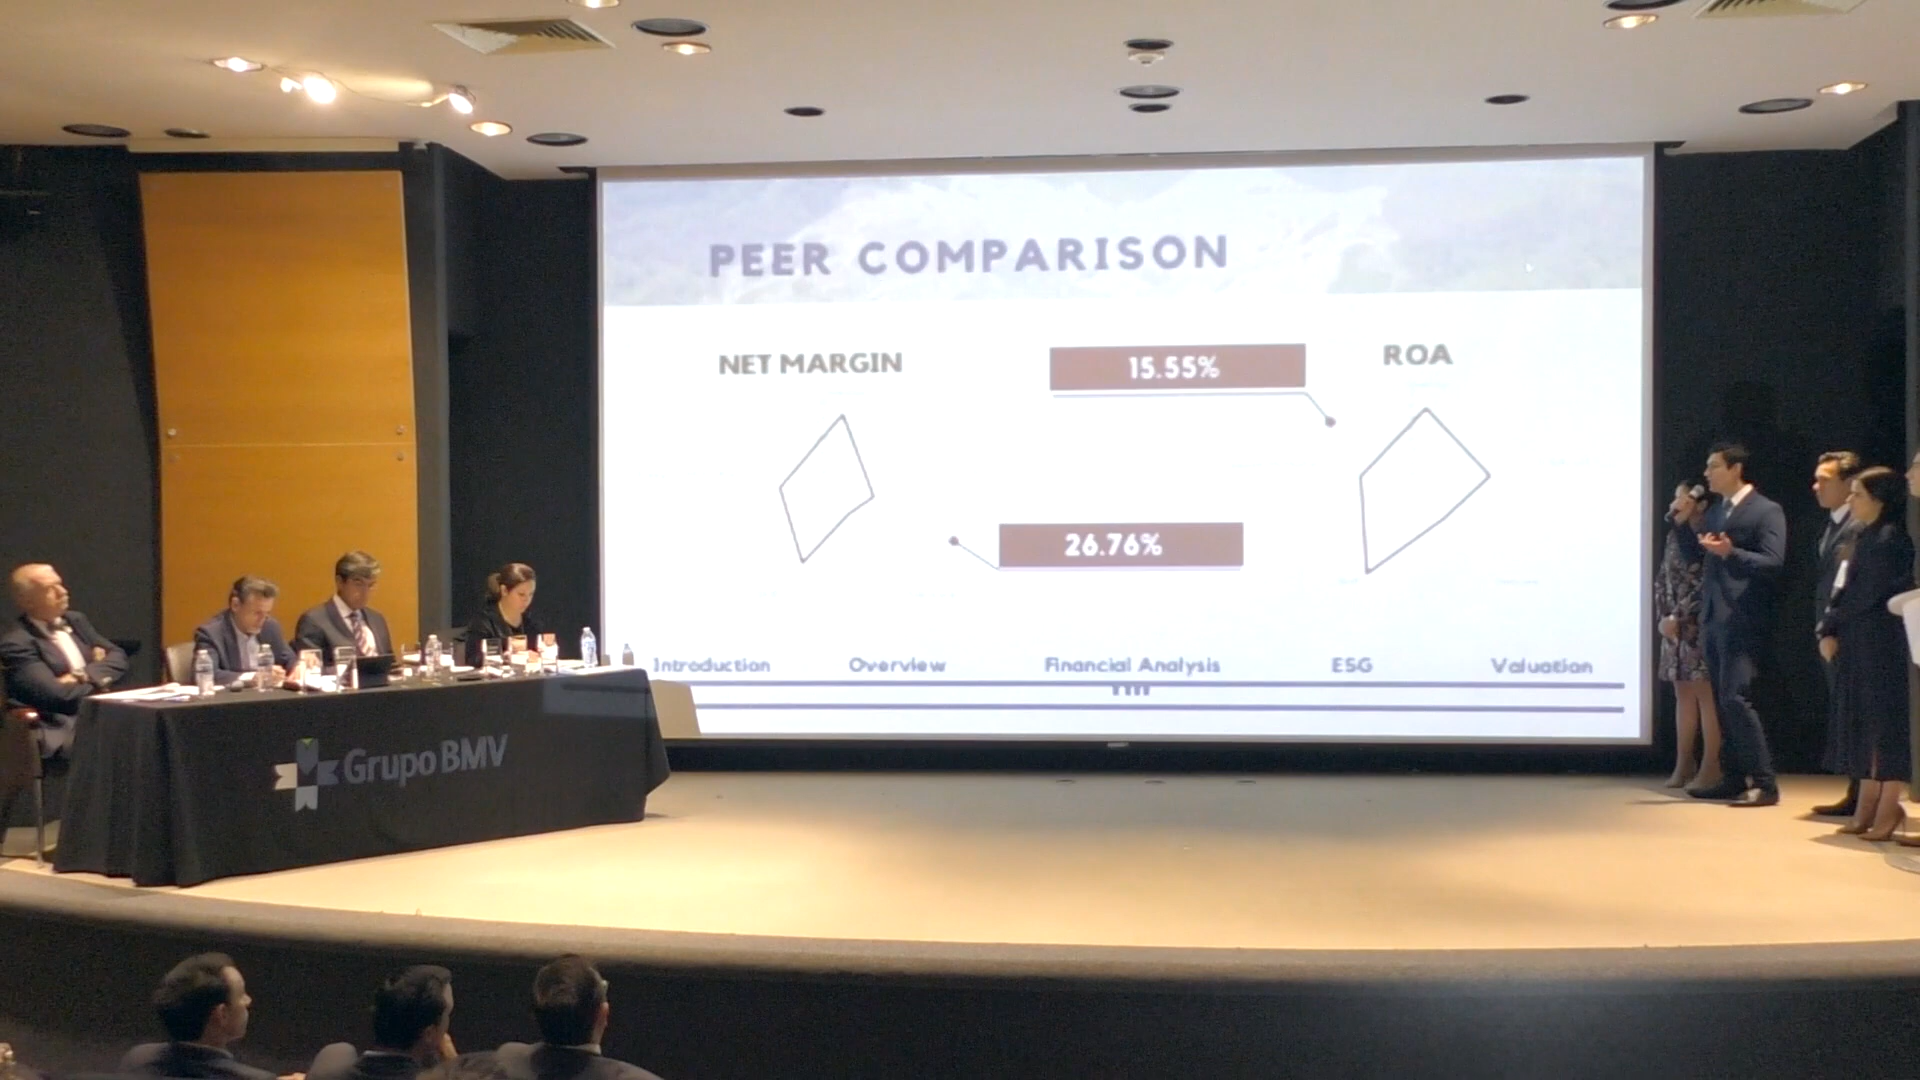 PEER COMPARISON
NET MARGIN
15.55%
ROA
26.76%
Introduction
Overview
Financial Analysis
ESG
Valuation
Grupo BMV